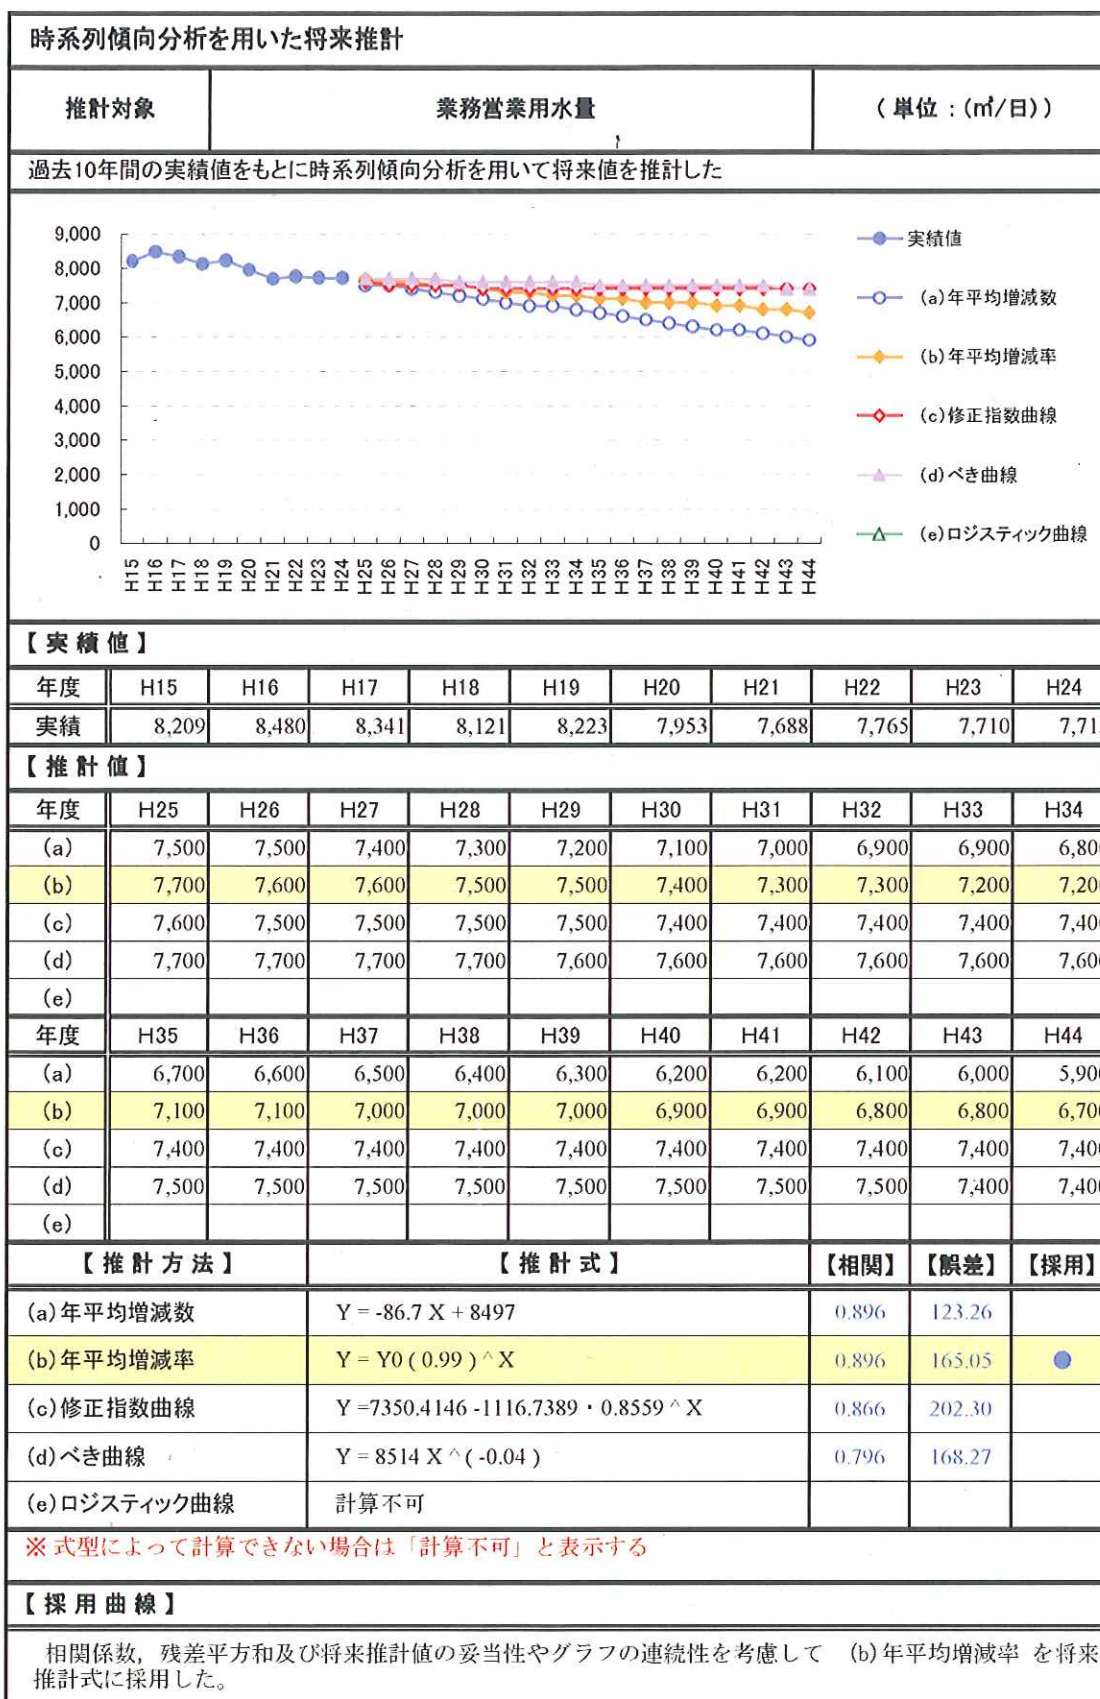 時系列傾向分析を用いた将来推計
推計対象 業務営業用水量 (単位:(㎥/日))
過去10年間の実績値をもとに時系列傾向分析を用いて将来値を推計した
9,000
8,000
7,000
6,000
5,000
4,000
3,000
2,000
1,000
0
H15 H16 H17 H18 H19 H20 H21 H22 H23 H24 H25 H26 H27 H28 H29 H30 H31 H32 H33 H34 H35 H36 H37 H38 H39 H40 H41 H42 H43 H44
実績値
(a)年平均増減数
(b)年平均増減率
(c)修正指数曲線
(d)べき曲線
(e)ロジスティック曲線
【実績値】
年度 H15 H16 H17 H18 H19 H20 H21 H22 H23 H24
実績 8,209 8,480 8,341 8,121 8,223 7,953 7,688 7,765 7,710 7,71
【推計値】
年度 H25 H26 H27 H28 H29 H30 H31 H32 H33 H34
(a) 7,500 7,500 7,400 7,300 7,200 7,100 7,000 6,900 6,900 6,80
(b) 7,700 7,600 7,600 7,500 7,500 7,400 7,300 7,300 7,200 7,20
(c) 7,600 7,500 7,500 7,500 7,500 7,400 7,400 7,400 7,400 7,40
(d) 7,700 7,700 7,700 7,700 7,600 7,600 7,600 7,600 7,600 7,60
(e)
年度 H35 H36 H37 H38 H39 H40 H41 H42 H43 H44
(a) 6,700 6,600 6,500 6,400 6,300 6,200 6,200 6,100 6,000 5,90
(b) 7,100 7,100 7,000 7,000 7,000 6,900 6,900 6,800 6,800 6,70
(c) 7,400 7,400 7,400 7,400 7,400 7,400 7,400 7,400 7,400 7,40
(d) 7,500 7,500 7,500 7,500 7,500 7,500 7,500 7,500 7,400 7,40
(e)
【推計方法】 【推計式】 【相関】 【誤差】 【採用】
(a)年平均増減数 Y = -86.7 X + 8497 0.896 123.26
(b)年平均増減率 Y = Y0 ( 0.99 ) ^ X 0.896 165.05 ●
(c)修正指数曲線 Y =7350.4146 -1116.7389・0.8559 ^ X 0.866 202.30
(d)べき曲線 Y = 8514 X ^ ( -0.04 ) 0.796 168.27
(e)ロジスティック曲線 計算不可
※ 式型によって計算できない場合は「計算不可」と表示する
【採用曲線】
相関係数，残差平方和及び将来推計値の妥当性やグラフの連続性を考慮して (b)年平均増減率 を将来
推計式に採用した。